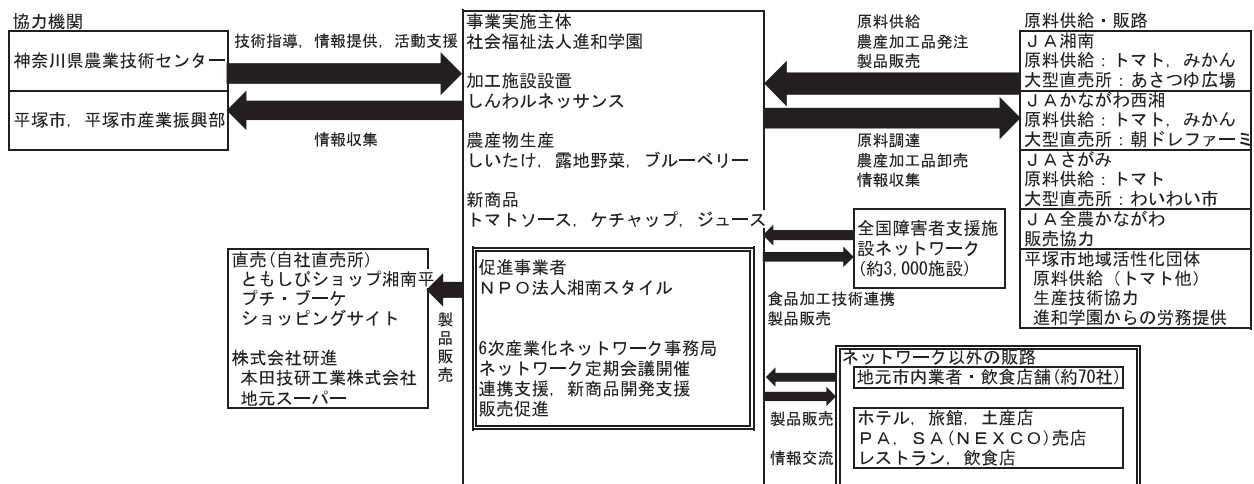 協力機関
神奈川県農業技術センター
平塚市，平塚市産業振興部
技術指導，情報提供，活動支援
情報収集
事業実施主体
社会福祉法人進和学園
加工施設設置
しんわルネッサンス
農産物生産
しいたけ，露地野菜，ブルーベリー
新商品
トマトソース，ケチャップ，ジュース
促進事業者
ＮＰＯ法人湘南スタイル
6次産業化ネットワーク事務局
ネットワーク定期会議開催
連携支援，新商品開発支援
販売促進
直売(自社直売所)
ともしびショップ湘南平
プチ・ブーケ
ショッピングサイト
株式会社研進
本田技研工業株式会社
地元スーパー
製品販売
原料供給
農産加工品発注
製品販売
原料調達
農産加工品卸売
情報収集
原料供給・販路
ＪＡ湘南
原料供給：トマト，みかん
大型直売所：あさつゆ広場
ＪＡかながわ西湘
原料供給：トマト，みかん
大型直売所：朝ドレファーミ
ＪＡさがみ
原料供給：トマト
大型直売所：わいわい市
ＪＡ全農かながわ
販売協力
平塚市地域活性化団体
原料供給（トマト他）
生産技術協力
進和学園からの労務提供
全国障害者支援施
設ネットワーク
(約3,000施設)
食品加工技術連携
製品販売
ネットワーク以外の販路
地元市内業者・飲食店舗(約70社)
ホテル，旅館，土産店
ＰＡ，ＳＡ(ＮＥＸＣＯ)売店
レストラン，飲食店
製品販売
情報交流